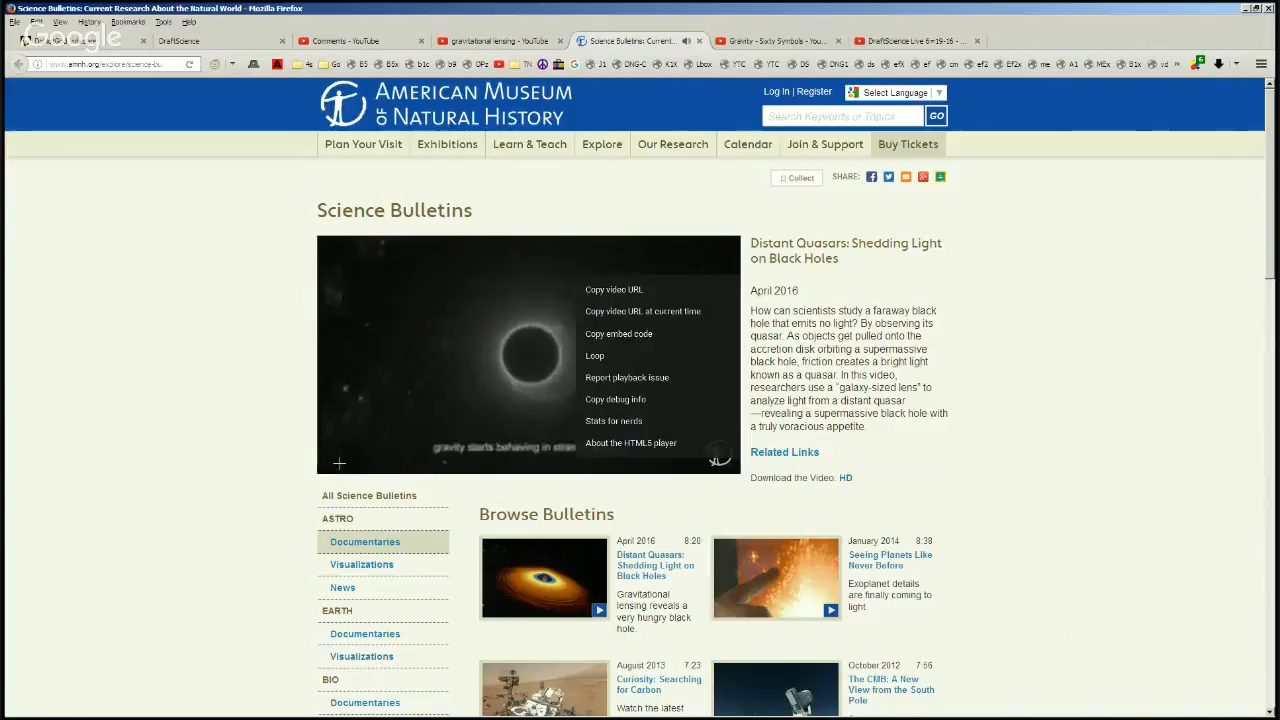 Science Bulletins: Current Research About the Natural World - Mozilla Firefox
File Edit View History Bookmarks Tools Help
Google
DraftScience
Comments - YouTube
gravitational lensing - YouTube
Science Bulletins: Current...
Gravity - Sixty Symbols - You...
DraftScience Live 6=19-16 - ...
www.amnh.org/explore/science-bu
AMERICAN MUSEUM
OF NATURAL HISTORY
Log In | Register
Select Language
Search Keywords or Topics
GO
Plan Your Visit
Exhibitions
Learn & Teach
Explore
Our Research
Calendar
Join & Support
Buy Tickets
Collect
SHARE:
Science Bulletins
Copy video URL
Copy video URL at current time
Copy embed code
Loop
Report playback issue
Copy debug info
Stats for nerds
About the HTML5 player
gravity starts behaving in stran
Distant Quasars: Shedding Light
on Black Holes
April 2016
How can scientists study a faraway black
hole that emits no light? By observing its
quasar. As objects get pulled onto the
accretion disk orbiting a supermassive
black hole, friction creates a bright light
known as a quasar. In this video,
researchers use a "galaxy-sized lens" to
analyze light from a distant quasar
—revealing a supermassive black hole with
a truly voracious appetite.
Related Links
Download the Video: HD
All Science Bulletins
ASTRO
Documentaries
Visualizations
News
EARTH
Documentaries
Visualizations
BIO
Documentaries
Browse Bulletins
April 2016 8:20
Distant Quasars:
Shedding Light on
Black Holes
Gravitational
lensing reveals a
very hungry black
hole.
January 2014 8:38
Seeing Planets Like
Never Before
Exoplanet details
are finally coming to
light.
August 2013 7:23
Curiosity: Searching
for Carbon
Watch the latest
October 2012 7:56
The CMB: A New
View from the South
Pole